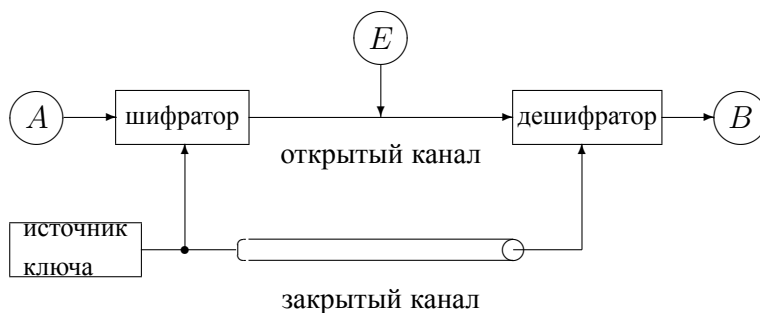 E
A
шифратор
дешифратор
B
открытый канал
источник
ключа
закрытый канал